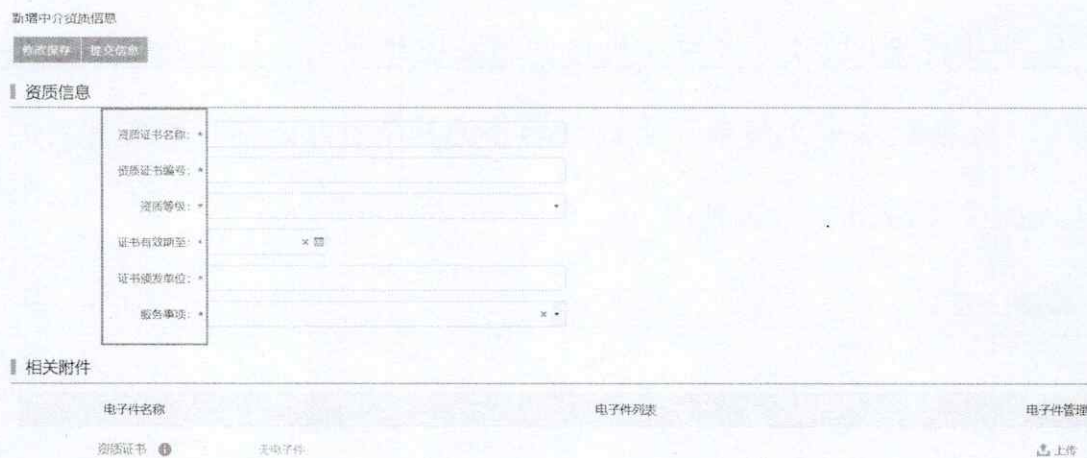 新增中介资质信息
修改保存 提交信息
资质信息
资质证书名称: *
资质证书编号: *
资质等级: *
证书有效期至: *
证书颁发单位: *
服务事项: *
相关附件
电子件名称 电子件列表 电子件管理
资质证书 无电子件 上传